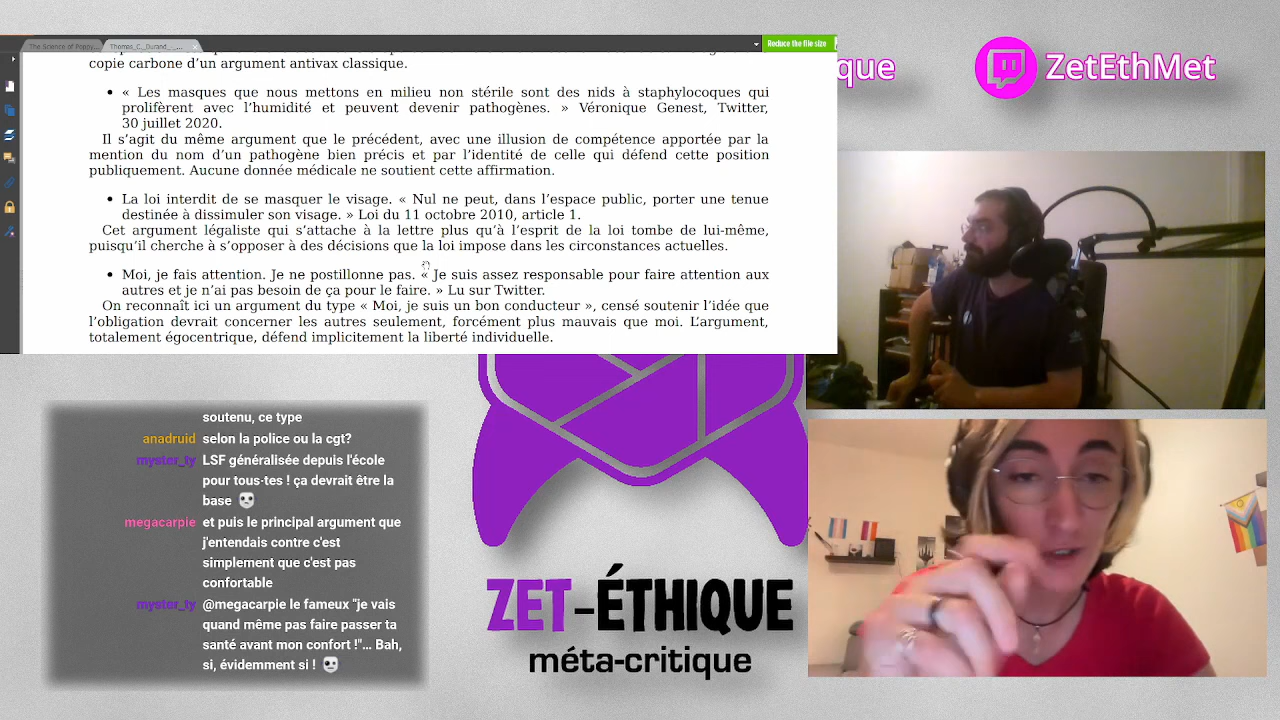 The Science of Poppy...
Thomas_C._Durand_-_...
Reduce the file size
copie carbone d'un argument antivax classique.
• « Les masques que nous mettons en milieu non stérile sont des nids à staphylocoques qui
prolifèrent avec l'humidité et peuvent devenir pathogènes. » Véronique Genest, Twitter,
30 juillet 2020.
Il s'agit du même argument que le précédent, avec une illusion de compétence apportée par la
mention du nom d'un pathogène bien précis et par l'identité de celle qui défend cette position
publiquement. Aucune donnée médicale ne soutient cette affirmation.
• La loi interdit de se masquer le visage. « Nul ne peut, dans l'espace public, porter une tenue
destinée à dissimuler son visage. » Loi du 11 octobre 2010, article 1.
Cet argument légaliste qui s'attache à la lettre plus qu'à l'esprit de la loi tombe de lui-même,
puisqu'il cherche à s'opposer à des décisions que la loi impose dans les circonstances actuelles.
• Moi, je fais attention. Je ne postillonne pas. « Je suis assez responsable pour faire attention aux
autres et je n'ai pas besoin de ça pour le faire. » Lu sur Twitter.
On reconnaît ici un argument du type « Moi, je suis un bon conducteur », censé soutenir l'idée que
l'obligation devrait concerner les autres seulement, forcément plus mauvais que moi. L'argument,
totalement égocentrique, défend implicitement la liberté individuelle.
que
ZetEthMet
soutenu, ce type
anadruid selon la police ou la cgt?
myster_ty LSF généralisée depuis l'école
pour tous·tes ! ça devrait être la
base
megacarpie et puis le principal argument que
j'entendais contre c'est
simplement que c'est pas
confortable
myster_ty @megacarpie le fameux "je vais
quand même pas faire passer ta
santé avant mon confort !"... Bah,
si, évidemment si !
ZET-ÉTHIQUE
méta-critique